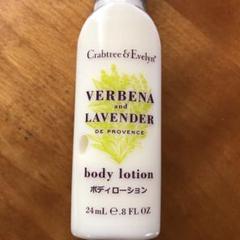 Crabtree & Evelyn®
VERBENA
and
LAVENDER
DE PROVENCE
body lotion
ボディローション
24mL ℮.8 FL OZ